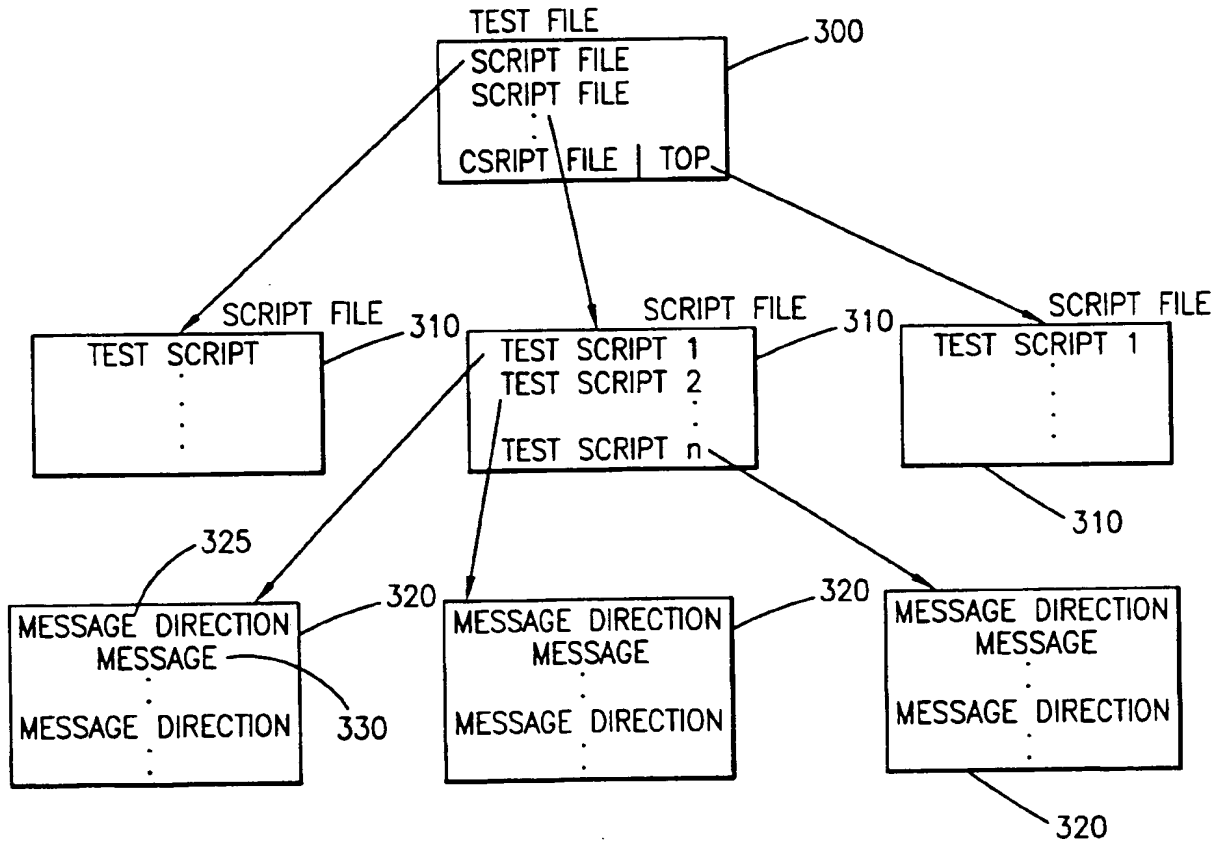 TEST FILE
300
SCRIPT FILE
SCRIPT FILE
CSRIPT FILE | TOP
SCRIPT FILE
310
TEST SCRIPT
SCRIPT FILE
310
TEST SCRIPT 1
TEST SCRIPT 2
TEST SCRIPT n
SCRIPT FILE
TEST SCRIPT 1
310
325
320
MESSAGE DIRECTION
MESSAGE
330
MESSAGE DIRECTION
320
MESSAGE DIRECTION
MESSAGE
MESSAGE DIRECTION
MESSAGE DIRECTION
MESSAGE
MESSAGE DIRECTION
320